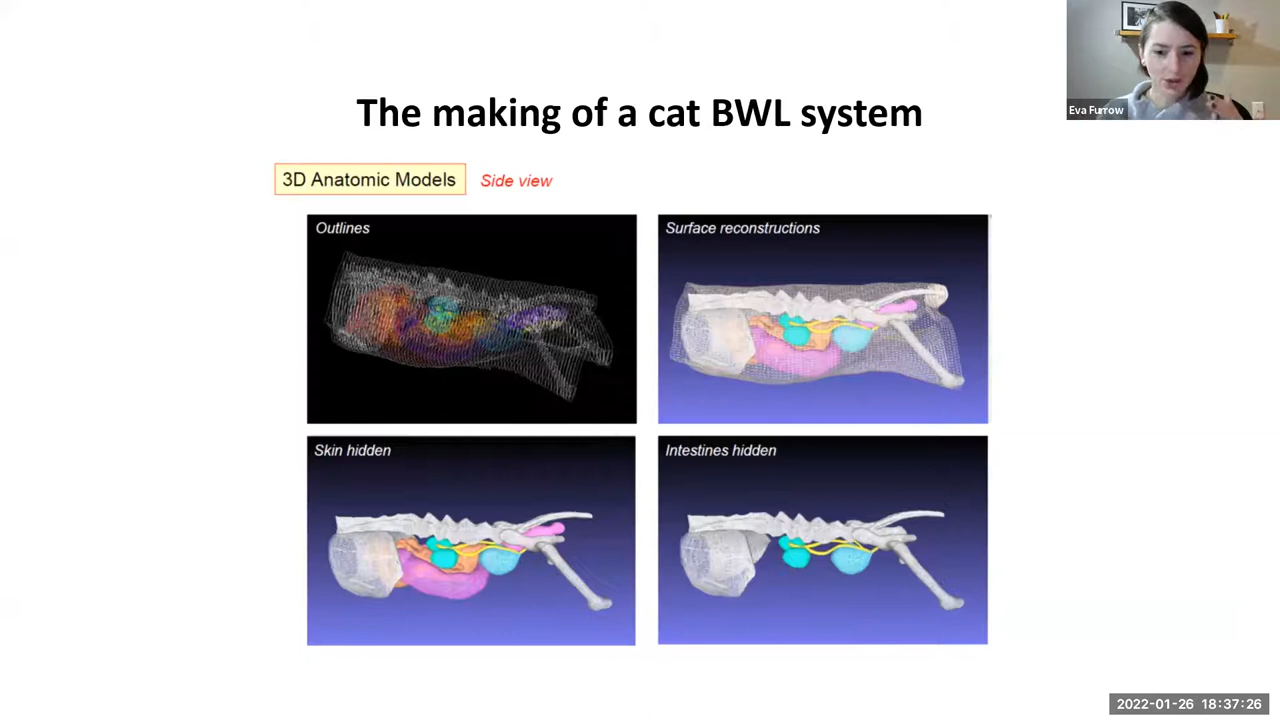 The making of a cat BWL system
Eva Furrow
3D Anatomic Models Side view
Outlines
Surface reconstructions
Skin hidden
Intestines hidden
2022-01-26 18:37:26